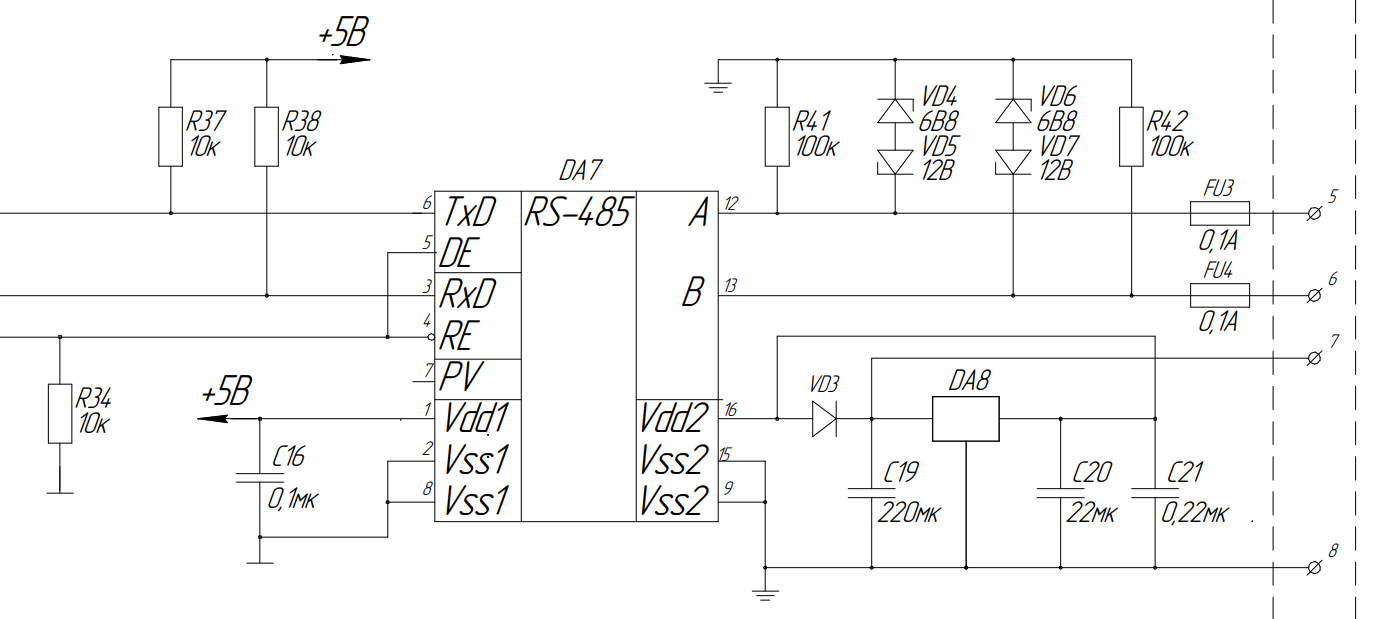 +5В
R37
10к
R38
10к
R41
100к
VD4
6В8
VD5
12В
VD6
6В8
VD7
12В
R42
100к
DA7
6
TxD
RS-485
A
12
FU3
5
0,1А
5
DE
3
RxD
B
13
FU4
6
0,1А
4
RE
7
7
PV
R34
10к
+5В
VD3
DA8
1
Vdd1
Vdd2
16
2
Vss1
Vss2
15
8
Vss1
Vss2
9
C16
0,1мк
C19
220мк
C20
22мк
C21
0,22мк
8